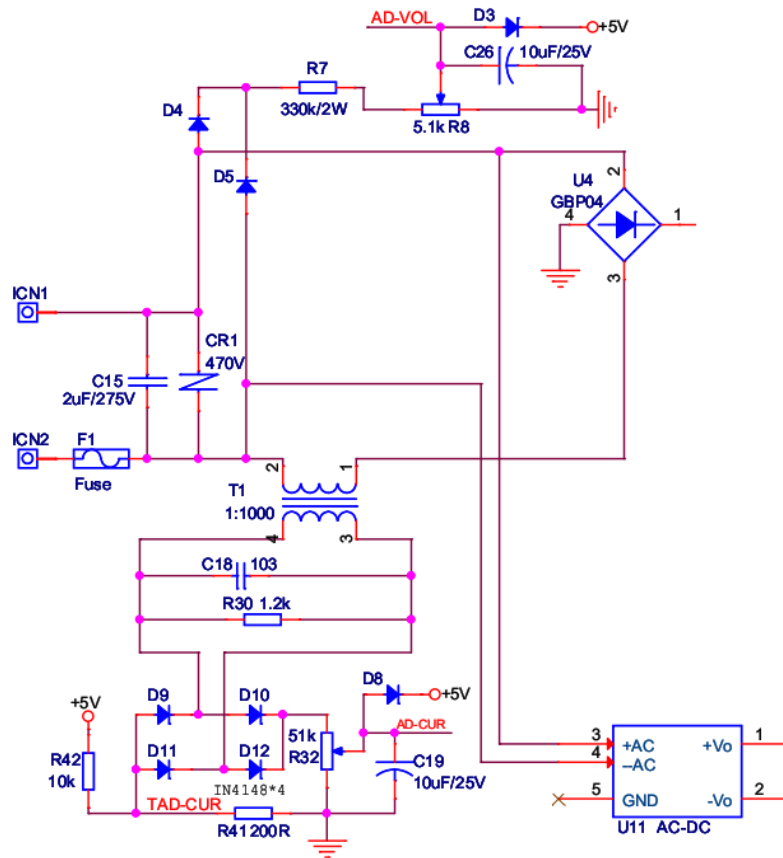 AD-VOL
D3
+5V
C26
10uF/25V
R7
330k/2W
D4
5.1k R8
D5
2
U4
GBP04
4
1
3
ICN1
CR1
470V
C15
2uF/275V
ICN2
F1
Fuse
2
1
T1
1:1000
4
3
C18
103
R30 1.2k
D8
+5V
+5V
D9
D10
51k
AD-CUR
R42
10k
D11
D12
R32
C19
10uF/25V
IN4148*4
TAD-CUR
R41 200R
3
+AC
+Vo
1
4
–AC
5
GND
-Vo
2
U11 AC-DC